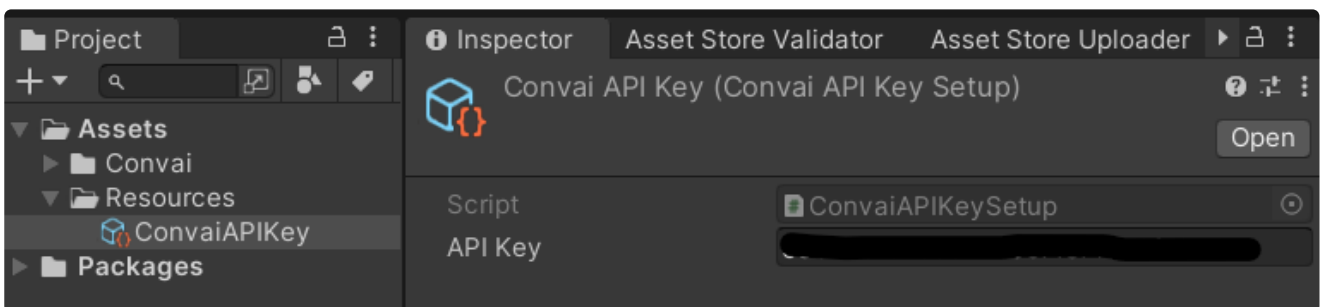 Project
Inspector
Asset Store Validator
Asset Store Uploader
Convai API Key (Convai API Key Setup)
Open
Assets
Convai
Resources
ConvaiAPIKey
Packages
Script
ConvaiAPIKeySetup
API Key